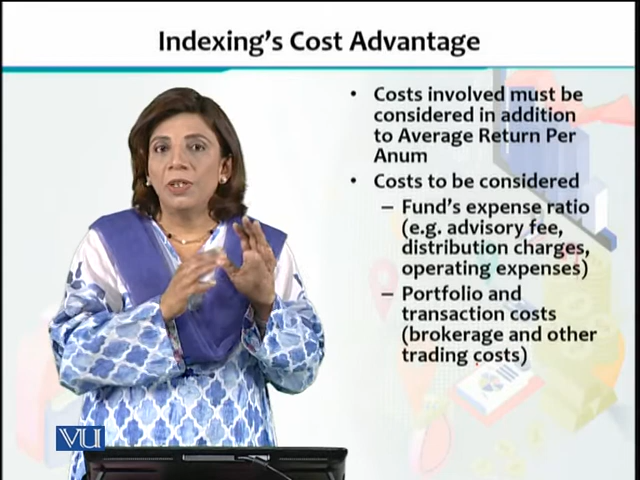 Indexing's Cost Advantage
• Costs involved must be
considered in addition
to Average Return Per
Anum
• Costs to be considered
– Fund's expense ratio
(e.g. advisory fee,
distribution charges,
operating expenses)
– Portfolio and
transaction costs
(brokerage and other
trading costs)
VU